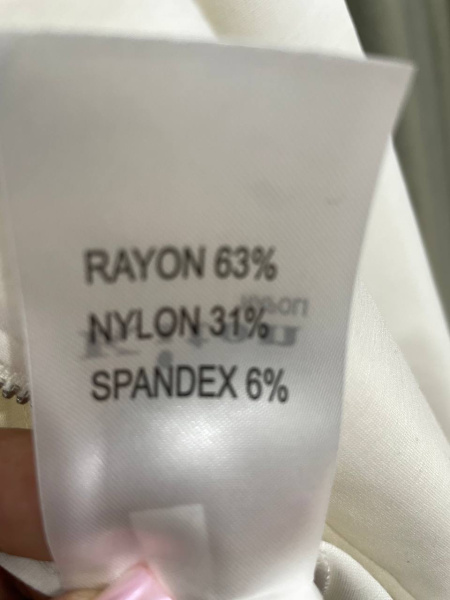 RAYON 63%
NYLON 31%
SPANDEX 6%